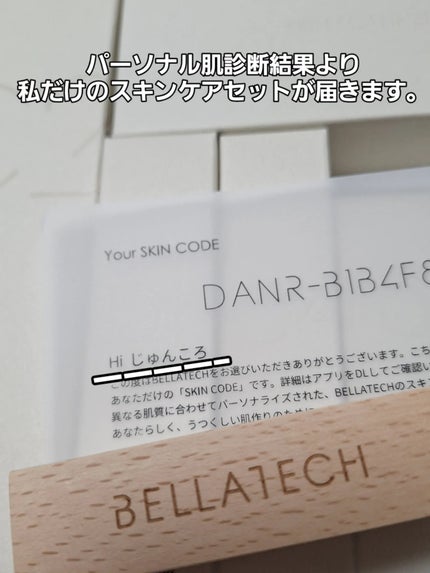 パーソナル肌診断結果より
私だけのスキンケアセットが届きます。
Your SKIN CODE
DANR-B1B4F8
Hi じゅんころ
この度はBELLATECHをお選びいただきありがとうございます。こち
あなただけの「SKIN CODE」です。詳細はアプリをDLしてご確認い
異なる肌質に合わせてパーソナライズされた、BELLATECHのスキ
あなたらしく、うつくしい肌作りのために
BELLATECH